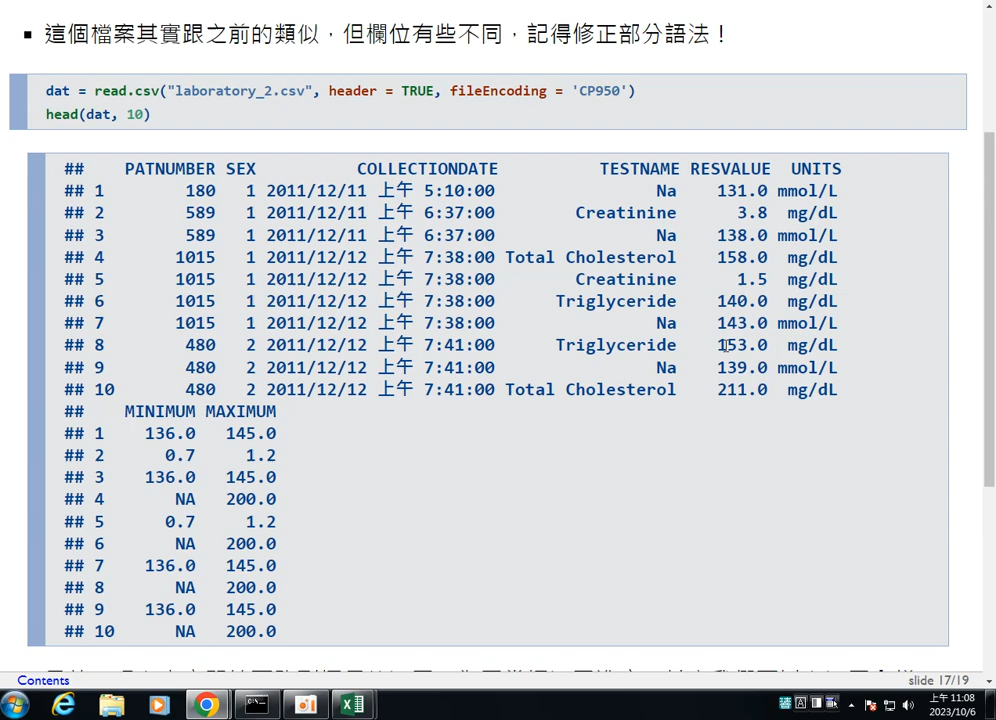 ▪ 這個檔案其實跟之前的類似，但欄位有些不同，記得修正部分語法！
dat = read.csv("laboratory_2.csv", header = TRUE, fileEncoding = 'CP950')
head(dat, 10)
##    PATNUMBER SEX          COLLECTIONDATE          TESTNAME RESVALUE  UNITS
## 1        180   1 2011/12/11 上午 5:10:00                Na    131.0 mmol/L
## 2        589   1 2011/12/11 上午 6:37:00        Creatinine      3.8  mg/dL
## 3        589   1 2011/12/11 上午 6:37:00                Na    138.0 mmol/L
## 4       1015   1 2011/12/12 上午 7:38:00 Total Cholesterol    158.0  mg/dL
## 5       1015   1 2011/12/12 上午 7:38:00        Creatinine      1.5  mg/dL
## 6       1015   1 2011/12/12 上午 7:38:00      Triglyceride    140.0  mg/dL
## 7       1015   1 2011/12/12 上午 7:38:00                Na    143.0 mmol/L
## 8        480   2 2011/12/12 上午 7:41:00      Triglyceride    153.0  mg/dL
## 9        480   2 2011/12/12 上午 7:41:00                Na    139.0 mmol/L
## 10       480   2 2011/12/12 上午 7:41:00 Total Cholesterol    211.0  mg/dL
##    MINIMUM MAXIMUM
## 1    136.0   145.0
## 2      0.7     1.2
## 3    136.0   145.0
## 4       NA   200.0
## 5      0.7     1.2
## 6       NA   200.0
## 7    136.0   145.0
## 8       NA   200.0
## 9    136.0   145.0
## 10      NA   200.0
Contents
slide 17/19
上午 11:08
2023/10/6